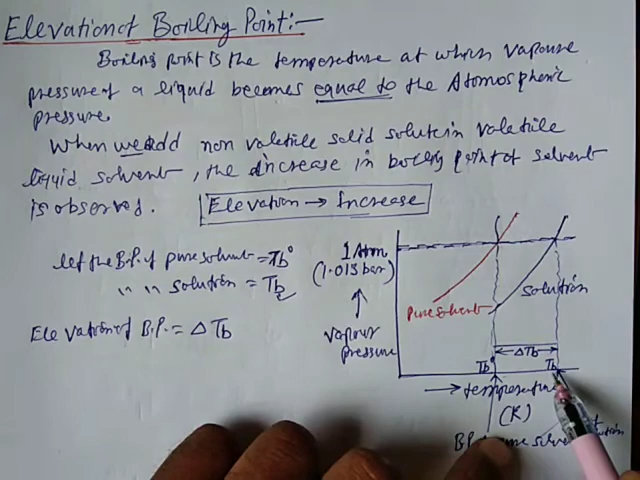 Elevation of Boiling Point:-
Boiling point is the temperature at which vapoure
pressure of a liquid becomes equal to the Atomospheric
pressure.
When we add non volatile solid solute in volatile
liquid solvent, the increase in boiling point of solvent
is observed.
Elevation → Increase
let the B.P. of pure solvent = Tb°
" " solution = Tb
Elevation of B.P. = Δ Tb
1 Atm
(1.013 bar)
vapour
pressure
pure solvent
solution
ΔTb
Tb°
Tb
temperature
(K)
B.P.